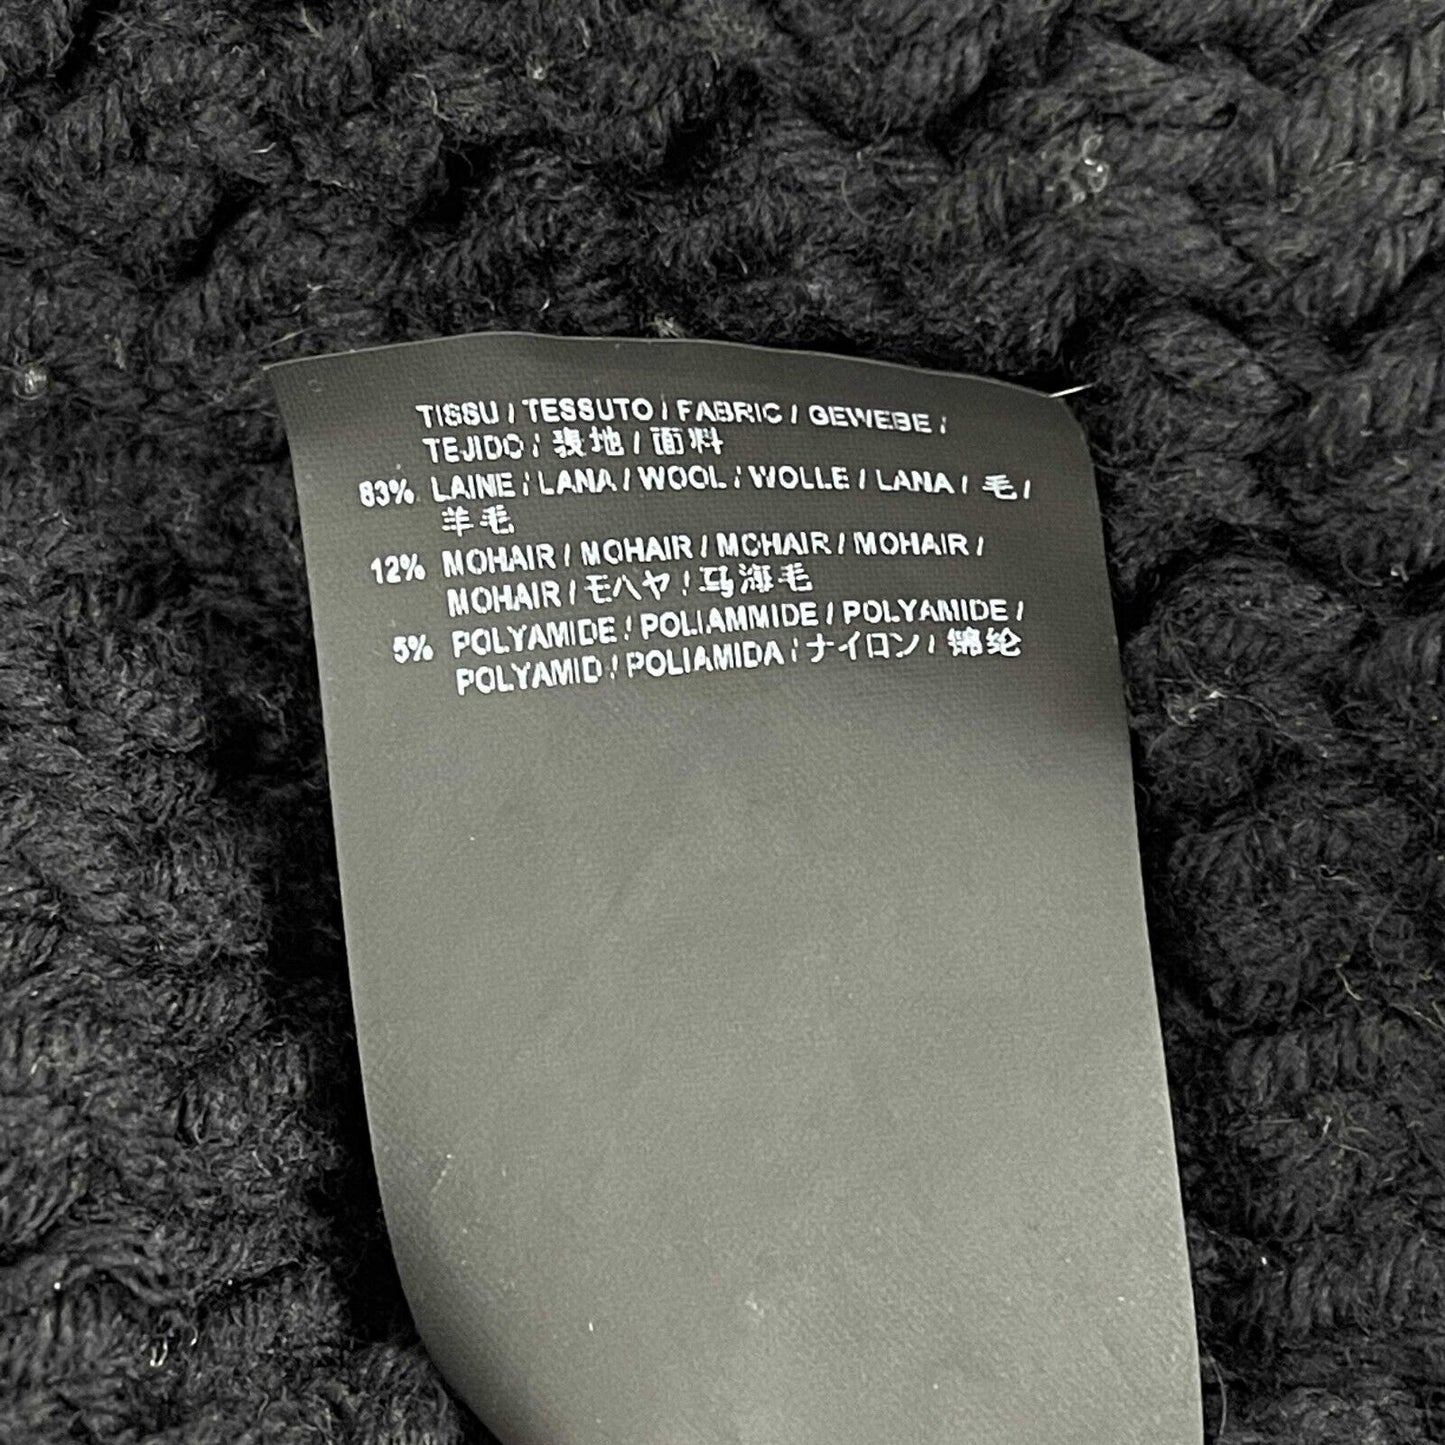 TISSU / TESSUTO / FABRIC / GEWEBE /
TEJIDO / 表地 / 面料
83% LAINE / LANA / WOOL / WOLLE / LANA / 毛 /
羊毛
12% MOHAIR / MOHAIR / MOHAIR / MOHAIR /
MOHAIR / モヘヤ / 马海毛
5% POLYAMIDE / POLIAMMIDE / POLYAMIDE /
POLYAMID / POLIAMIDA / ナイロン / 锦纶